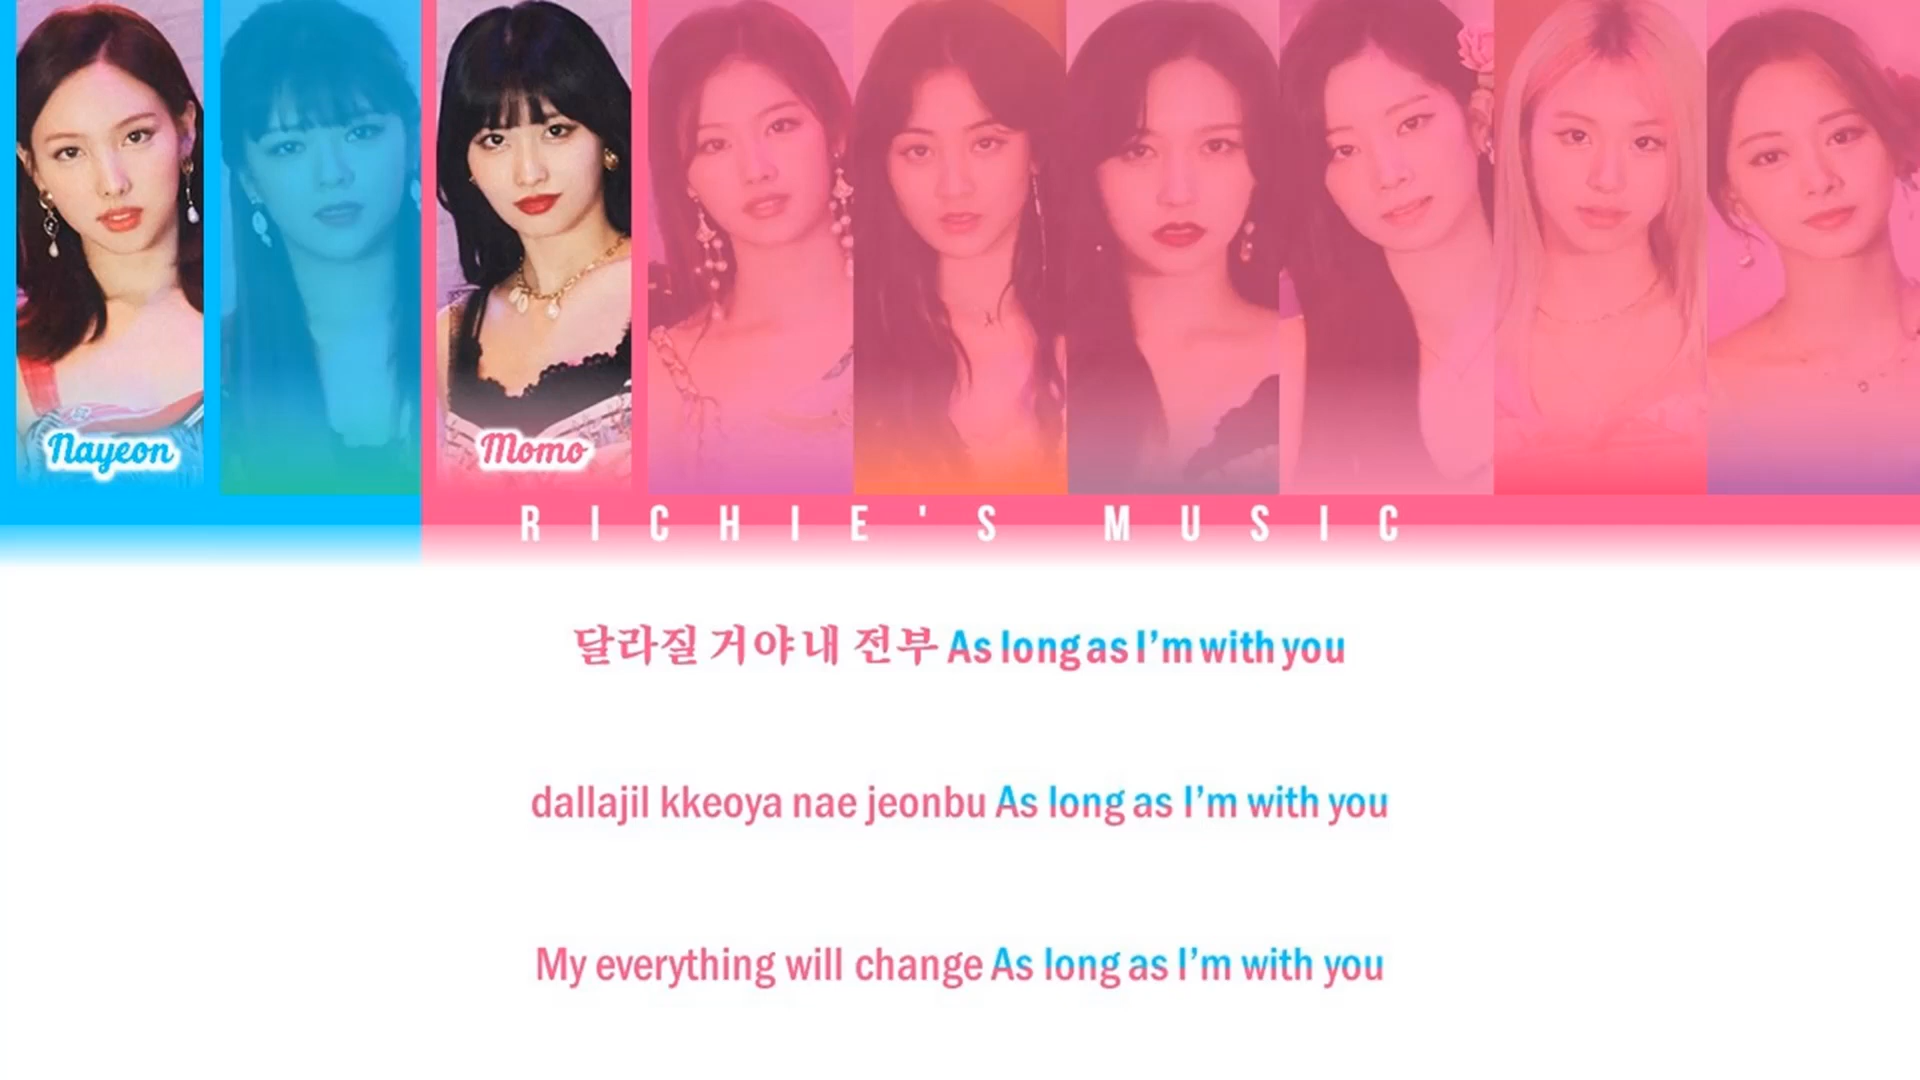 Nayeon
Momo
RICHIE'S MUSIC
달라질 거야 내 전부 As long as I’m with you
dallajil kkeoya nae jeonbu As long as I’m with you
My everything will change As long as I’m with you